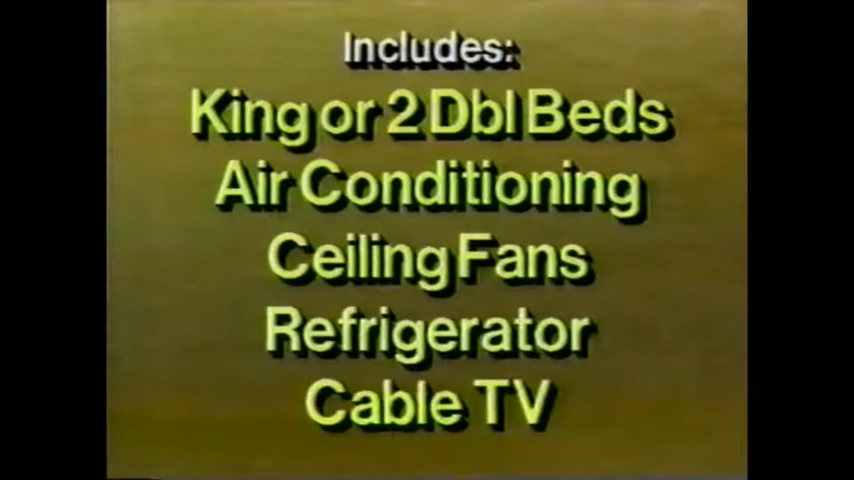 Includes:
King or 2 Dbl Beds
Air Conditioning
Ceiling Fans
Refrigerator
Cable TV